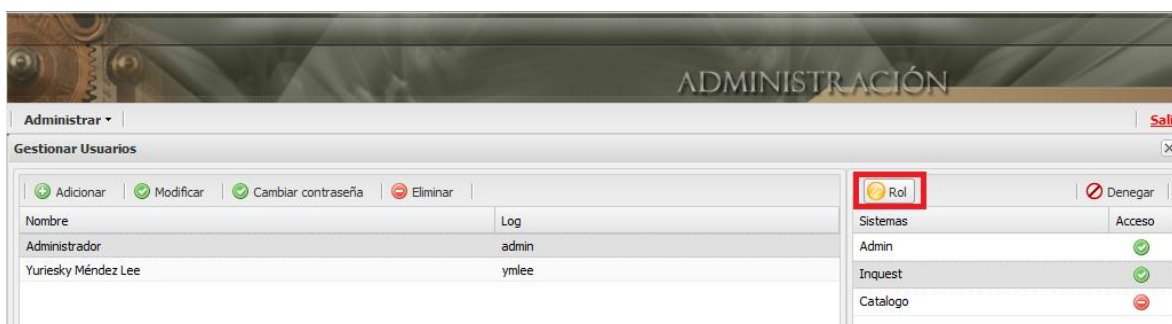 ADMINISTRACIÓN
Administrar
Sali
Gestionar Usuarios
Adicionar Modificar Cambiar contraseña Eliminar
Rol Denegar
Nombre Log
Sistemas Acceso
Administrador admin
Admin
Yuriesky Méndez Lee ymlee
Inquest
Catalogo